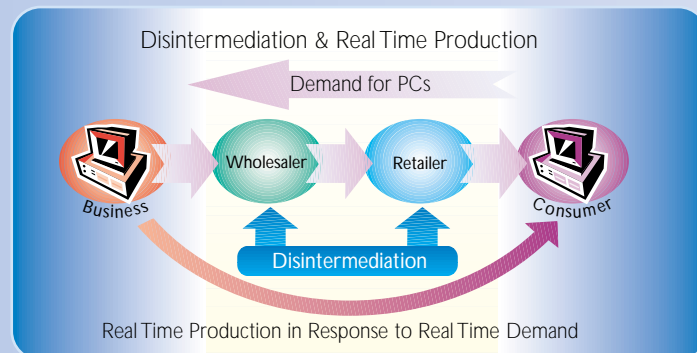 Disintermediation & Real Time Production
Demand for PCs
Wholesaler
Retailer
Business
Consumer
Disintermediation
Real Time Production in Response to Real Time Demand